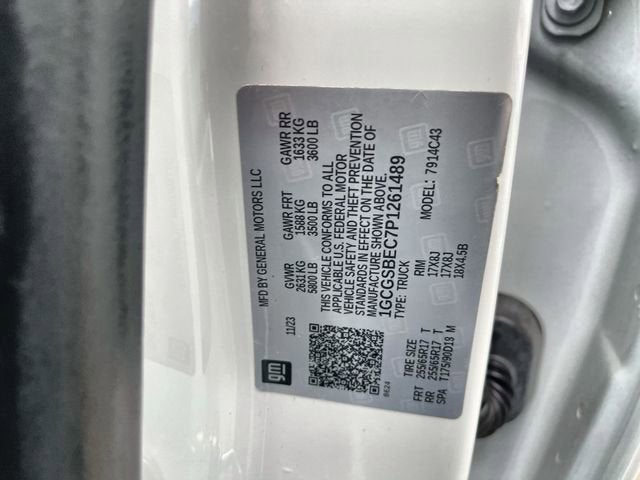 MFD BY GENERAL MOTORS LLC
11/23
GVWR GAWR FRT GAWR RR
2631 KG 1588 KG 1633 KG
5800 LB 3500 LB 3600 LB
THIS VEHICLE CONFORMS TO ALL
APPLICABLE U.S. FEDERAL MOTOR
VEHICLE SAFETY AND THEFT PREVENTION
STANDARDS IN EFFECT ON THE DATE OF
MANUFACTURE SHOWN ABOVE.
1GCGSBEC7P1261489
TYPE: TRUCK MODEL: 7914C43
gm
8624
TIRE SIZE RIM
FRT 255/65R17 T 17X8J
RR 255/65R17 T 17X8J
SPA T175/90D18 M 18X4.5B